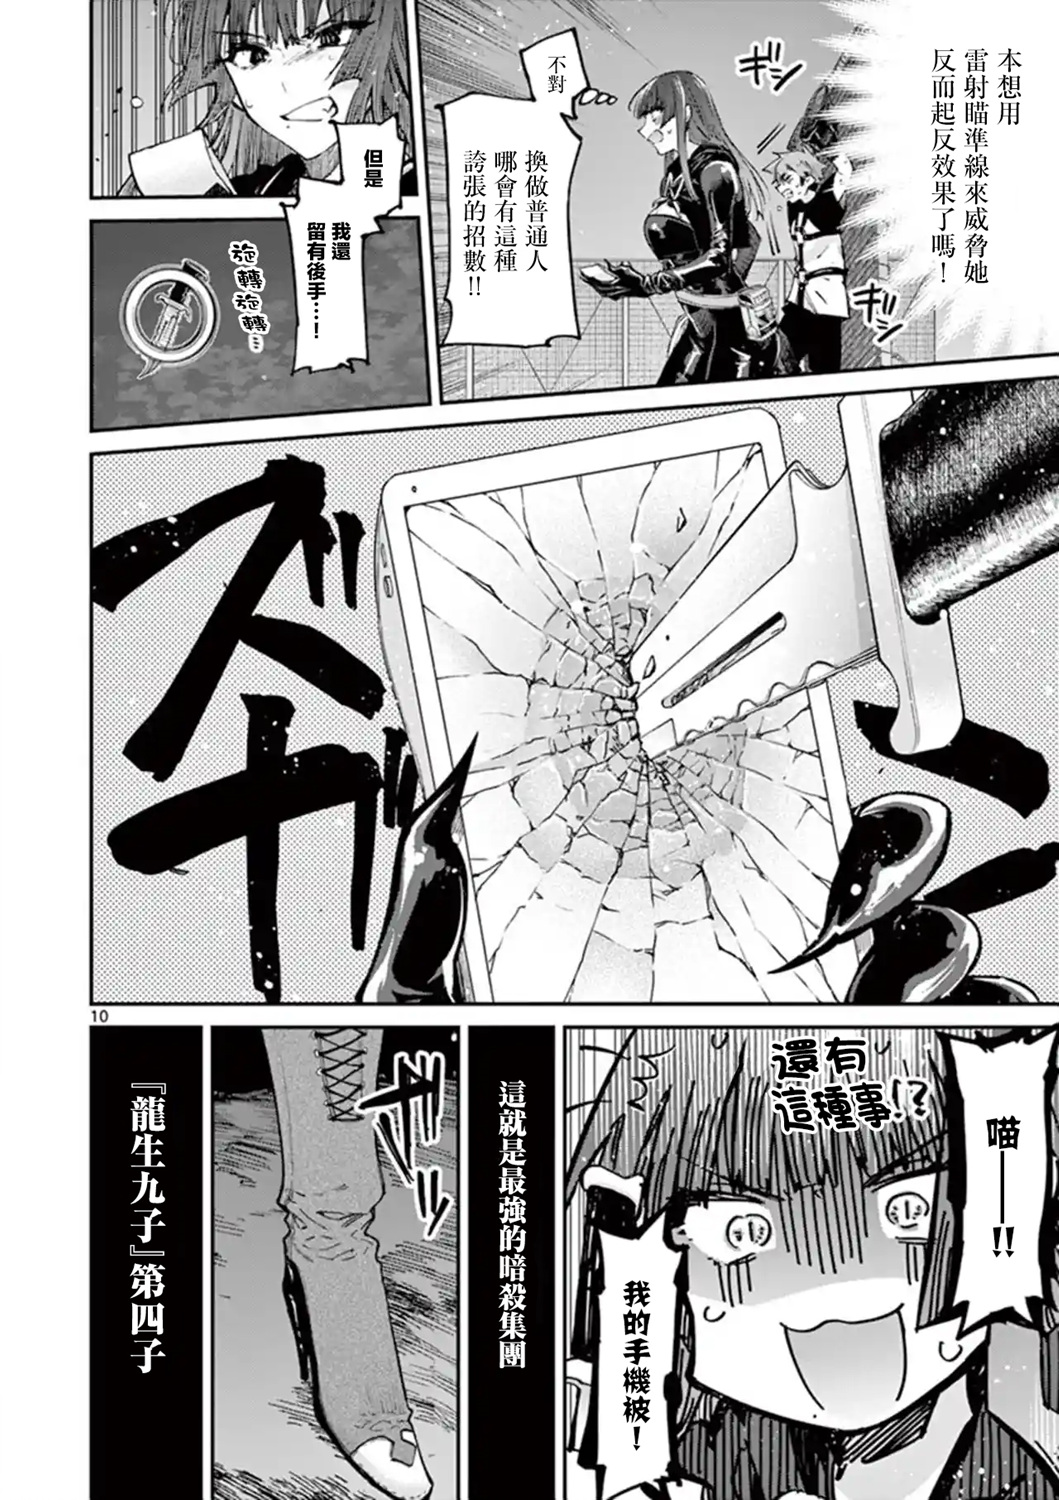 本想用
雷射瞄準線來威脅她
反而起反效果了嗎！
ギシ
ギシ
不對
換做普通人
哪會有這種
誇張的招數!!
但是
我還
留有後手…！
旋轉旋轉…
ズザザン
10
喵——!!
還有
這種事!?
我的手機被！
這就是最強的暗殺集團
『龍生九子』第四子